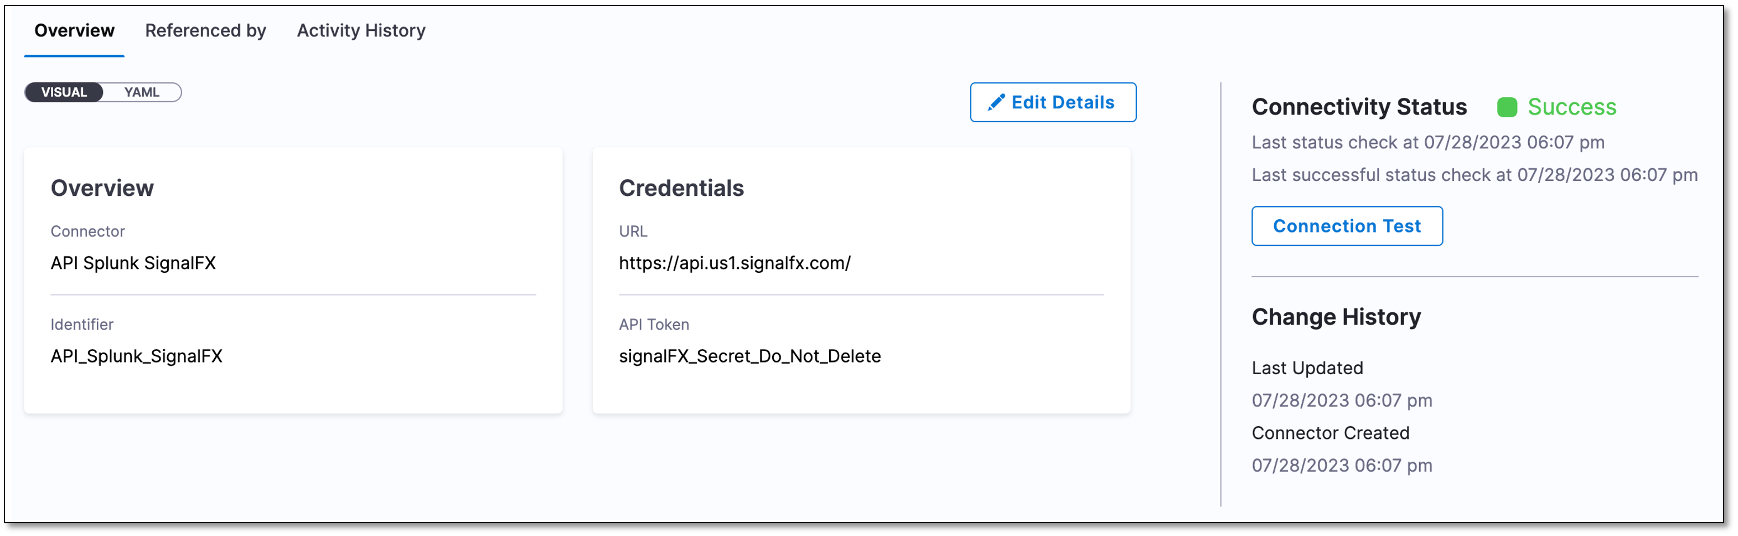 Overview Referenced by Activity History
VISUAL YAML
Edit Details
Overview
Connector
API Splunk SignalFX
Identifier
API_Splunk_SignalFX
Credentials
URL
https://api.us1.signalfx.com/
API Token
signalFX_Secret_Do_Not_Delete
Connectivity Status Success
Last status check at 07/28/2023 06:07 pm
Last successful status check at 07/28/2023 06:07 pm
Connection Test
Change History
Last Updated
07/28/2023 06:07 pm
Connector Created
07/28/2023 06:07 pm